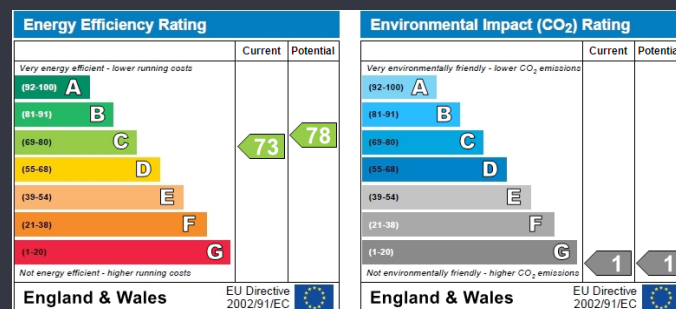 Energy Efficiency Rating
Current Potential
Very energy efficient - lower running costs
(92-100) A
(81-91) B
(69-80) C
(55-68) D
(39-54) E
(21-38) F
(1-20) G
73
78
Not energy efficient - higher running costs
England & Wales
EU Directive
2002/91/EC
Environmental Impact (CO₂) Rating
Current Potential
Very environmentally friendly - lower CO₂ emissions
(92-100) A
(81-91) B
(69-80) C
(55-68) D
(39-54) E
(21-38) F
(1-20) G
1
1
Not environmentally friendly - higher CO₂ emissions
England & Wales
EU Directive
2002/91/EC